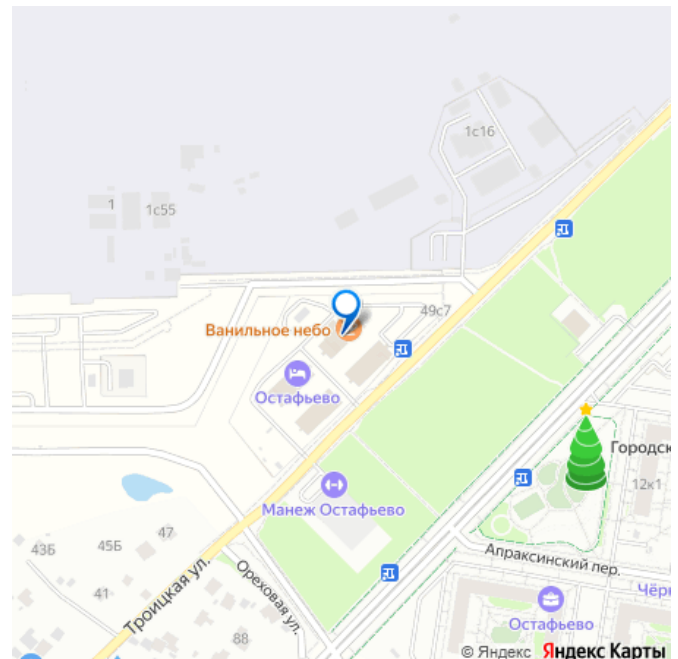 1с16
1
1с55
49с7
Ванильное небо
Остафьево
Городск
12к1
Манеж Остафьево
47
45Б
43Б
41
Апраксинский пер.
Ореховая ул.
Троицкая ул.
88
Чёрн
Остафьево
© Яндекс Яндекс Карты